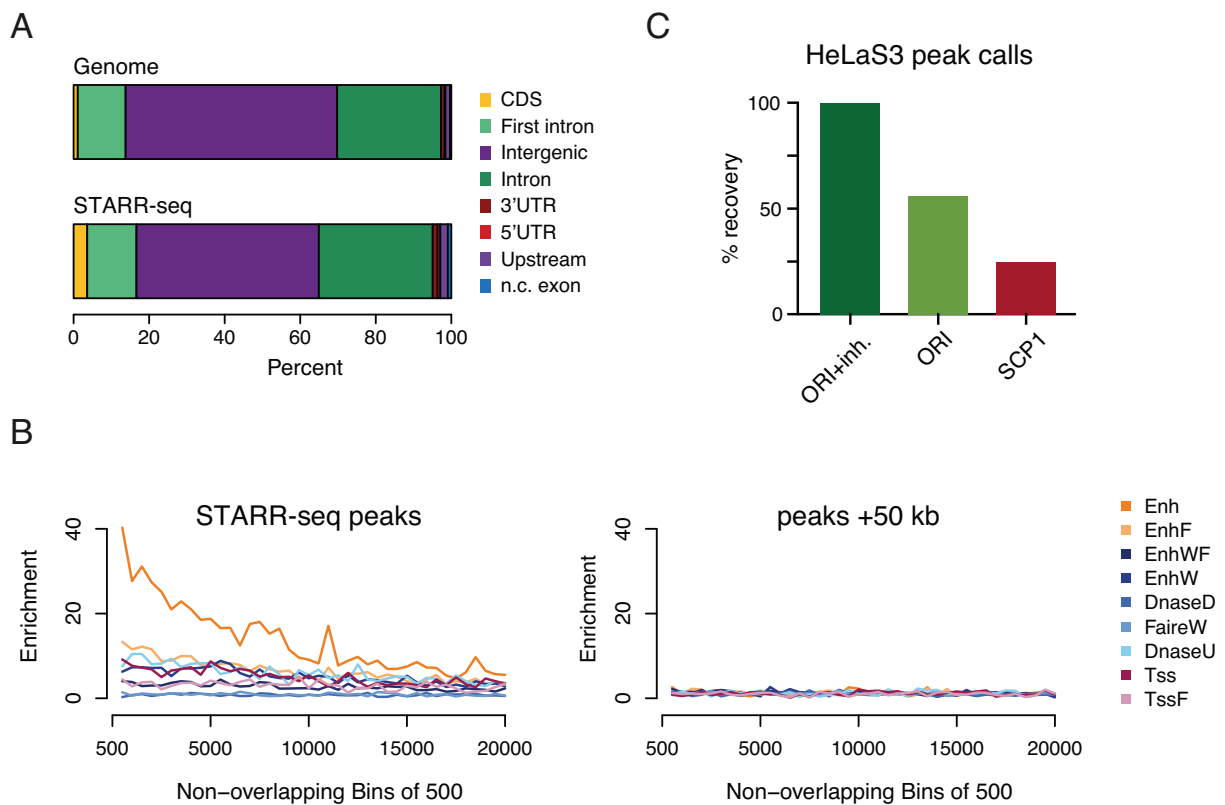 A
Genome
STARR-seq
0 20 40 60 80 100
Percent
CDS
First intron
Intergenic
Intron
3'UTR
5'UTR
Upstream
n.c. exon
C
HeLaS3 peak calls
% recovery
100
50
0
ORI+inh.
ORI
SCP1
B
STARR-seq peaks
Enrichment
40
20
0
500 5000 10000 15000 20000
Non−overlapping Bins of 500
peaks +50 kb
Enrichment
40
20
0
500 5000 10000 15000 20000
Non−overlapping Bins of 500
Enh
EnhF
EnhWF
EnhW
DnaseD
FaireW
DnaseU
Tss
TssF